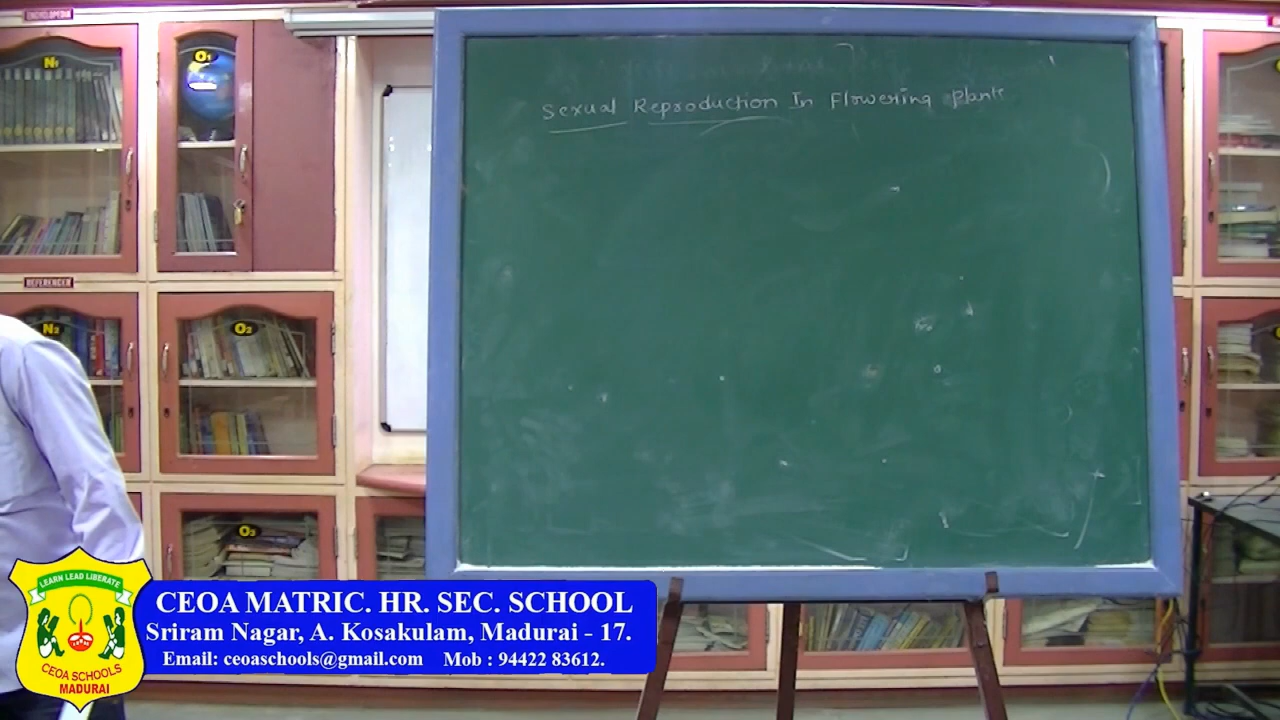 ENCYCLOPEDIA
N1
O1
Sexual Reproduction In Flowering plants
REFERENCES
N2
O2
O3
LEARN LEAD LIBERATE
CEOA SCHOOLS
MADURAI
CEOA MATRIC. HR. SEC. SCHOOL
Sriram Nagar, A. Kosakulam, Madurai - 17.
Email: ceoaschools@gmail.com Mob : 94422 83612.